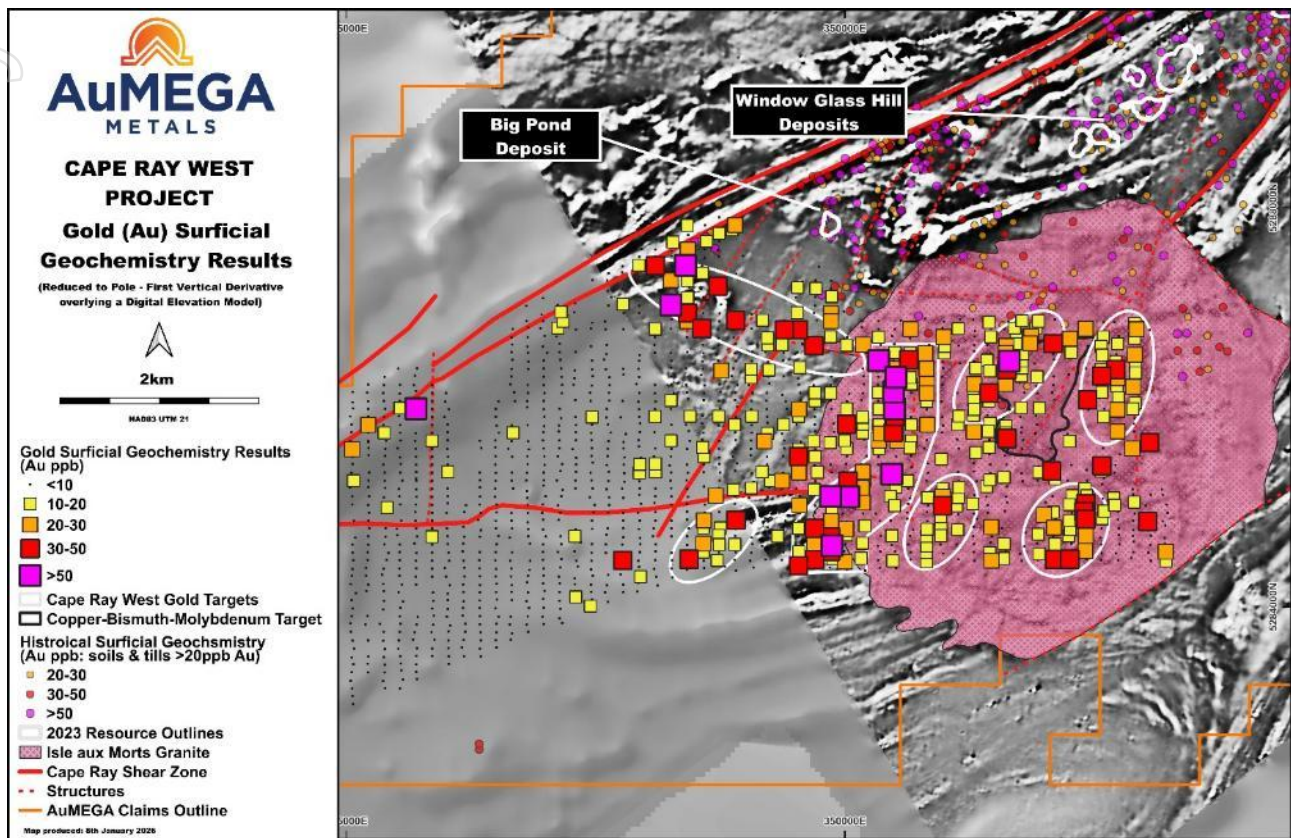 AuMEGA
METALS
CAPE RAY WEST
PROJECT
Gold (Au) Surficial
Geochemistry Results
(Reduced to Pole - First Vertical Derivative
overlying a Digital Elevation Model)
2km
NAD83 UTM 21
Gold Surficial Geochemistry Results
(Au ppb)
<10
10-20
20-30
30-50
>50
Cape Ray West Gold Targets
Copper-Bismuth-Molybdenum Target
Histroical Surficial Geochsmistry
(Au ppb: soils & tills >20ppb Au)
20-30
30-50
>50
2023 Resource Outlines
Isle aux Morts Granite
Cape Ray Shear Zone
Structures
AuMEGA Claims Outline
Map produced: 8th January 2026
5000E
350000E
Window Glass Hill
Deposits
Big Pond
Deposit
5284000N
5000E
350000E